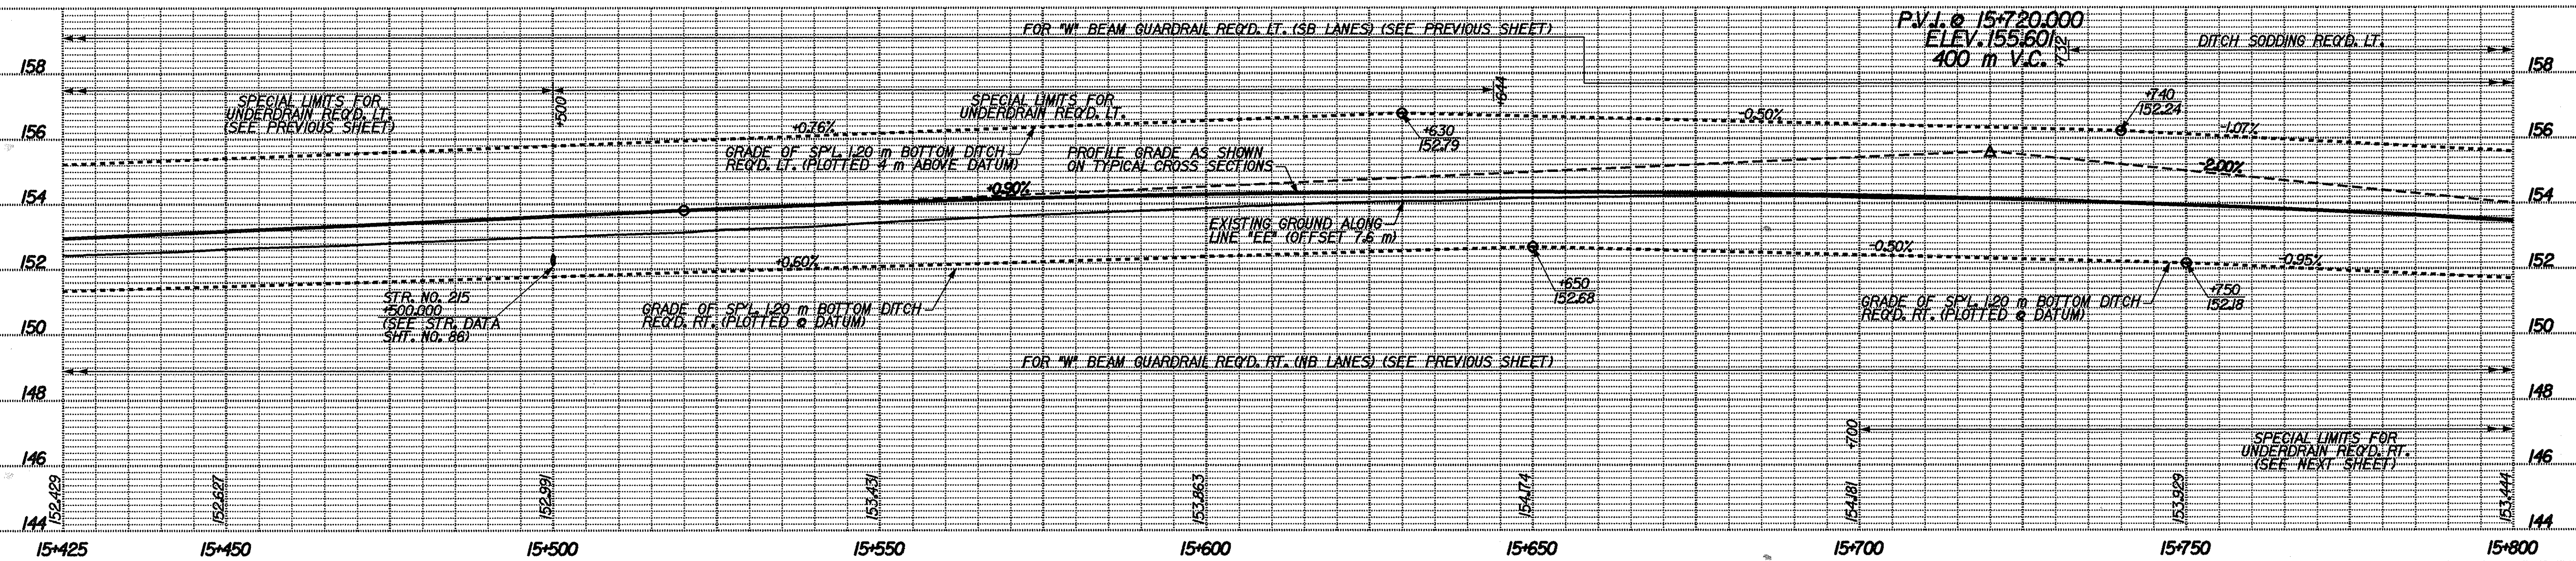 FOR "W" BEAM GUARDRAIL REQ'D. LT. (SB LANES) (SEE PREVIOUS SHEET)
P.V.I. @ 15+720.000
ELEV. 155.601
400 m V.C.
+732
DITCH SODDING REQ'D. LT.
158
158
SPECIAL LIMITS FOR
UNDERDRAIN REQ'D. LT.
(SEE PREVIOUS SHEET)
+500
SPECIAL LIMITS FOR
UNDERDRAIN REQ'D. LT.
+644
+740
152.24
156
156
+0.76%
+630
152.79
-0.50%
-1.07%
GRADE OF SP'L. 1.20 m BOTTOM DITCH
REQ'D. LT. (PLOTTED 4 m ABOVE DATUM)
PROFILE GRADE AS SHOWN
ON TYPICAL CROSS SECTIONS
-2.00%
+0.90%
154
154
EXISTING GROUND ALONG
LINE "EE" (OFFSET 7.6 m)
152
152
+0.60%
-0.50%
-0.95%
STR. NO. 215
+500.000
(SEE STR. DATA
SHT. NO. 86)
GRADE OF SP'L. 1.20 m BOTTOM DITCH
REQ'D. RT. (PLOTTED @ DATUM)
+650
152.68
GRADE OF SP'L. 1.20 m BOTTOM DITCH
REQ'D. RT. (PLOTTED @ DATUM)
+750
152.18
150
150
FOR "W" BEAM GUARDRAIL REQ'D. RT. (NB LANES) (SEE PREVIOUS SHEET)
148
148
+700
SPECIAL LIMITS FOR
UNDERDRAIN REQ'D. RT.
(SEE NEXT SHEET)
146
146
152.429
152.627
152.991
153.431
153.863
154.174
154.181
153.929
153.444
144
144
15+425
15+450
15+500
15+550
15+600
15+650
15+700
15+750
15+800